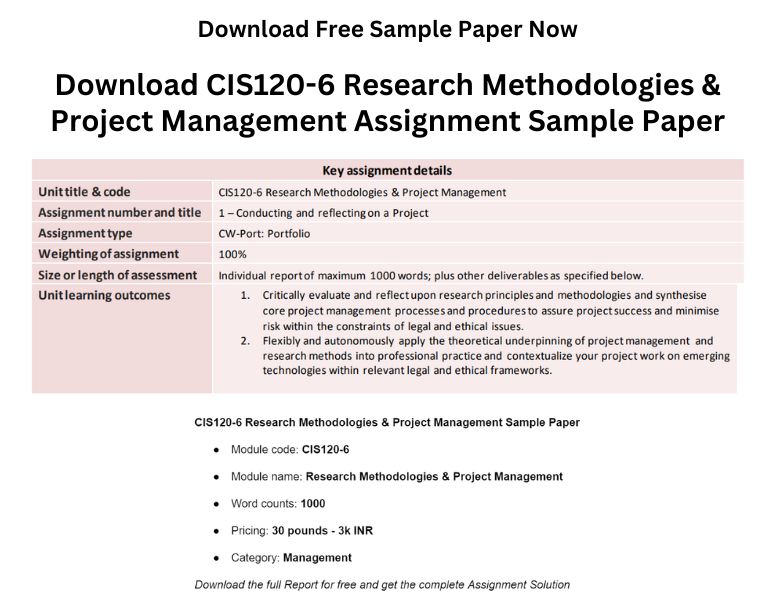 Download Free Sample Paper Now
Download CIS120-6 Research Methodologies &
Project Management Assignment Sample Paper
Key assignment details
Unit title & code CIS120-6 Research Methodologies & Project Management
Assignment number and title 1 – Conducting and reflecting on a Project
Assignment type CW-Port: Portfolio
Weighting of assignment 100%
Size or length of assessment Individual report of maximum 1000 words; plus other deliverables as specified below.
Unit learning outcomes 1. Critically evaluate and reflect upon research principles and methodologies and synthesise
core project management processes and procedures to assure project success and minimise
risk within the constraints of legal and ethical issues.
2. Flexibly and autonomously apply the theoretical underpinning of project management and
research methods into professional practice and contextualize your project work on emerging
technologies within relevant legal and ethical frameworks.
CIS120-6 Research Methodologies & Project Management Sample Paper
● Module code: CIS120-6
● Module name: Research Methodologies & Project Management
● Word counts: 1000
● Pricing: 30 pounds - 3k INR
● Category: Management
Download the full Report for free and get the complete Assignment Solution